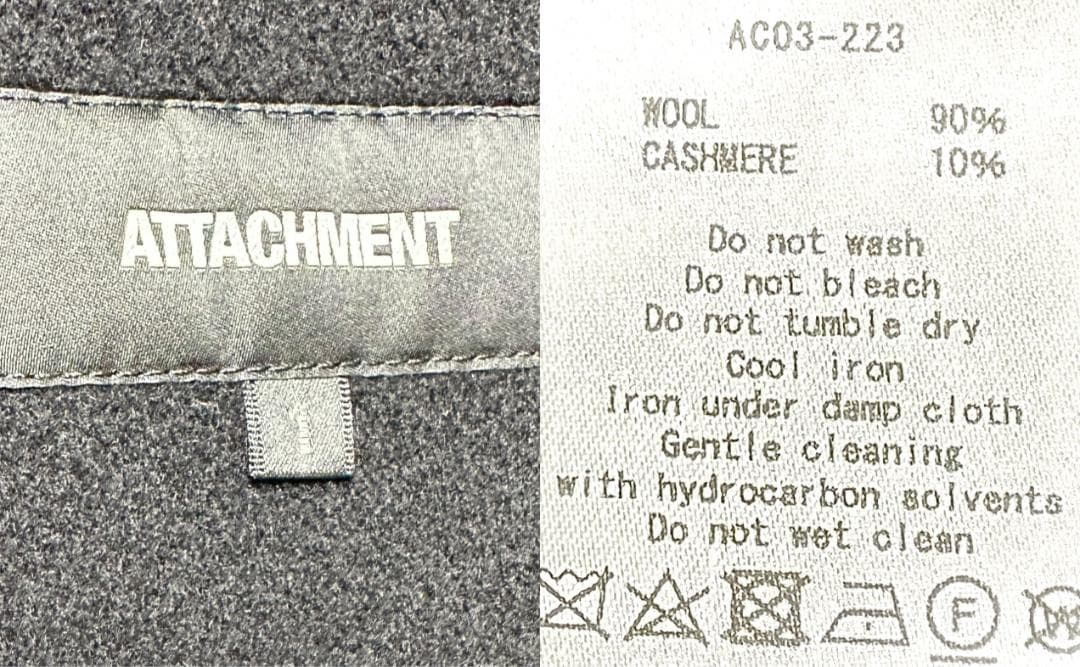 ATTACHMENT
1
AC03-223
WOOL 90%
CASHMERE 10%
Do not wash
Do not bleach
Do not tumble dry
Cool iron
Iron under damp cloth
Gentle cleaning
with hydrocarbon solvents
Do not wet clean
F
W